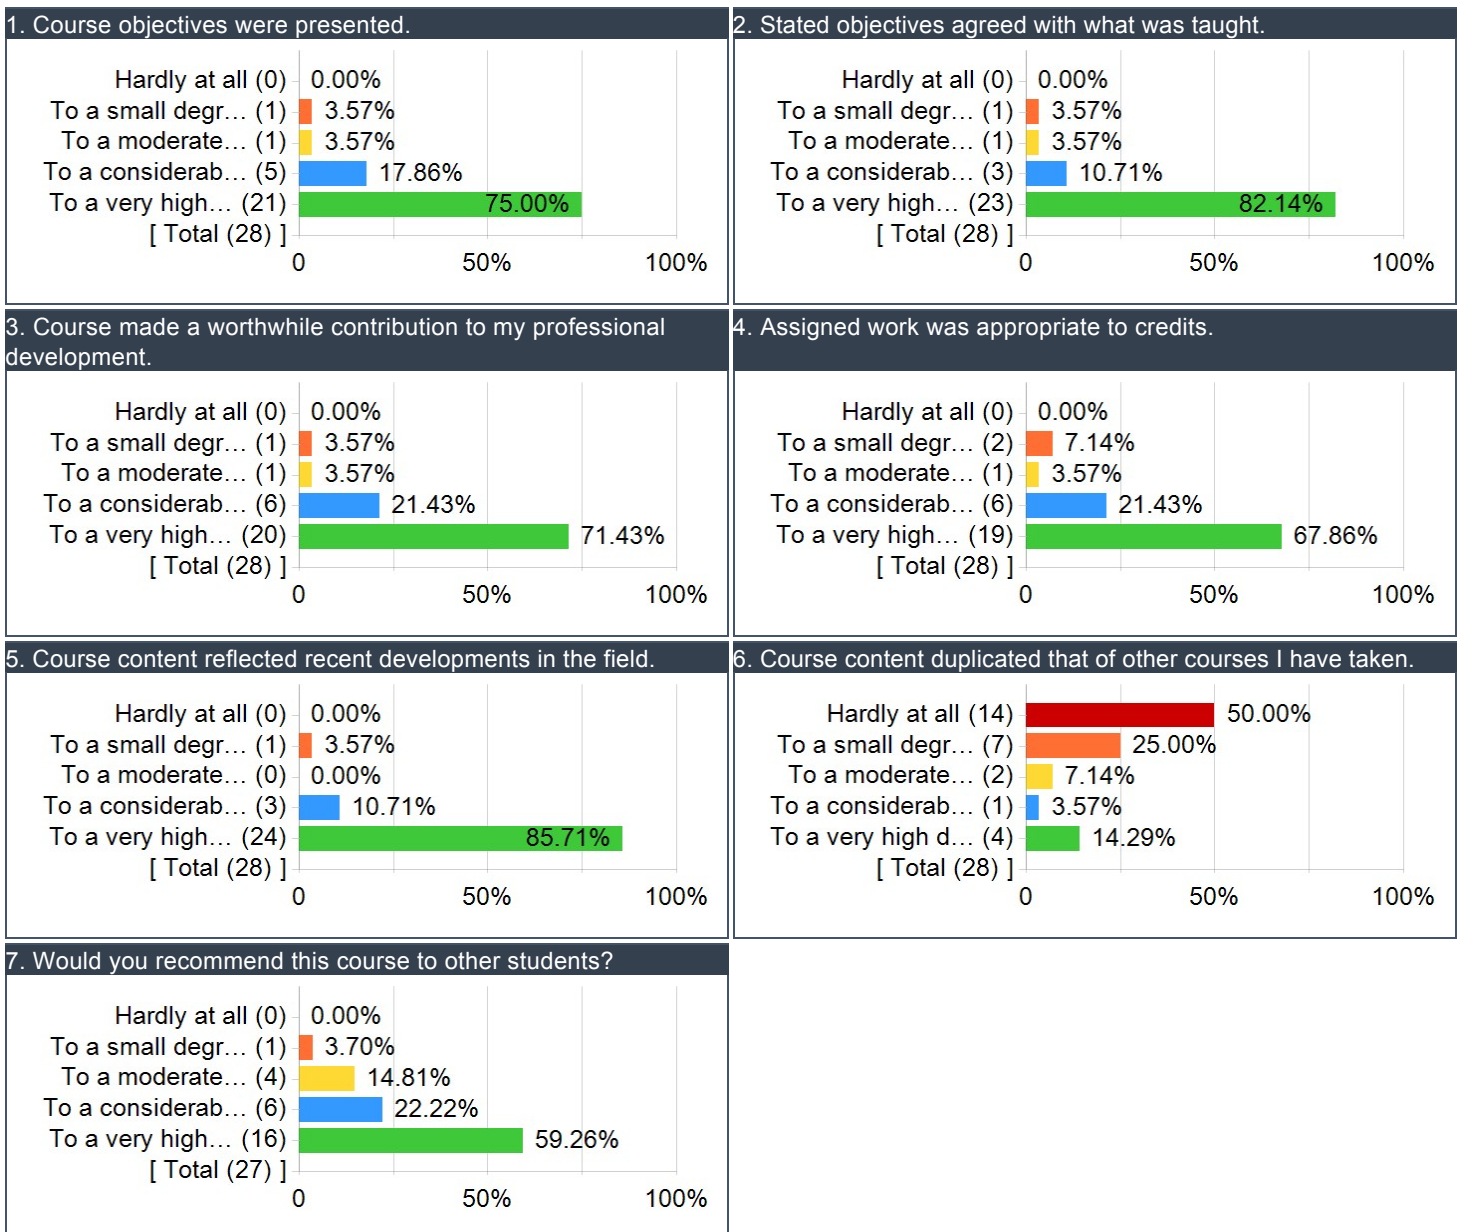 1. Course objectives were presented.
Hardly at all (0) 0.00%
To a small degr... (1) 3.57%
To a moderate... (1) 3.57%
To a considerab... (5) 17.86%
To a very high... (21) 75.00%
[ Total (28) ]
0 50% 100%
2. Stated objectives agreed with what was taught.
Hardly at all (0) 0.00%
To a small degr... (1) 3.57%
To a moderate... (1) 3.57%
To a considerab... (3) 10.71%
To a very high... (23) 82.14%
[ Total (28) ]
0 50% 100%
3. Course made a worthwhile contribution to my professional
development.
Hardly at all (0) 0.00%
To a small degr... (1) 3.57%
To a moderate... (1) 3.57%
To a considerab... (6) 21.43%
To a very high... (20) 71.43%
[ Total (28) ]
0 50% 100%
4. Assigned work was appropriate to credits.
Hardly at all (0) 0.00%
To a small degr... (2) 7.14%
To a moderate... (1) 3.57%
To a considerab... (6) 21.43%
To a very high... (19) 67.86%
[ Total (28) ]
0 50% 100%
5. Course content reflected recent developments in the field.
Hardly at all (0) 0.00%
To a small degr... (1) 3.57%
To a moderate... (0) 0.00%
To a considerab... (3) 10.71%
To a very high... (24) 85.71%
[ Total (28) ]
0 50% 100%
6. Course content duplicated that of other courses I have taken.
Hardly at all (14) 50.00%
To a small degr... (7) 25.00%
To a moderate... (2) 7.14%
To a considerab... (1) 3.57%
To a very high d... (4) 14.29%
[ Total (28) ]
0 50% 100%
7. Would you recommend this course to other students?
Hardly at all (0) 0.00%
To a small degr... (1) 3.70%
To a moderate... (4) 14.81%
To a considerab... (6) 22.22%
To a very high... (16) 59.26%
[ Total (27) ]
0 50% 100%